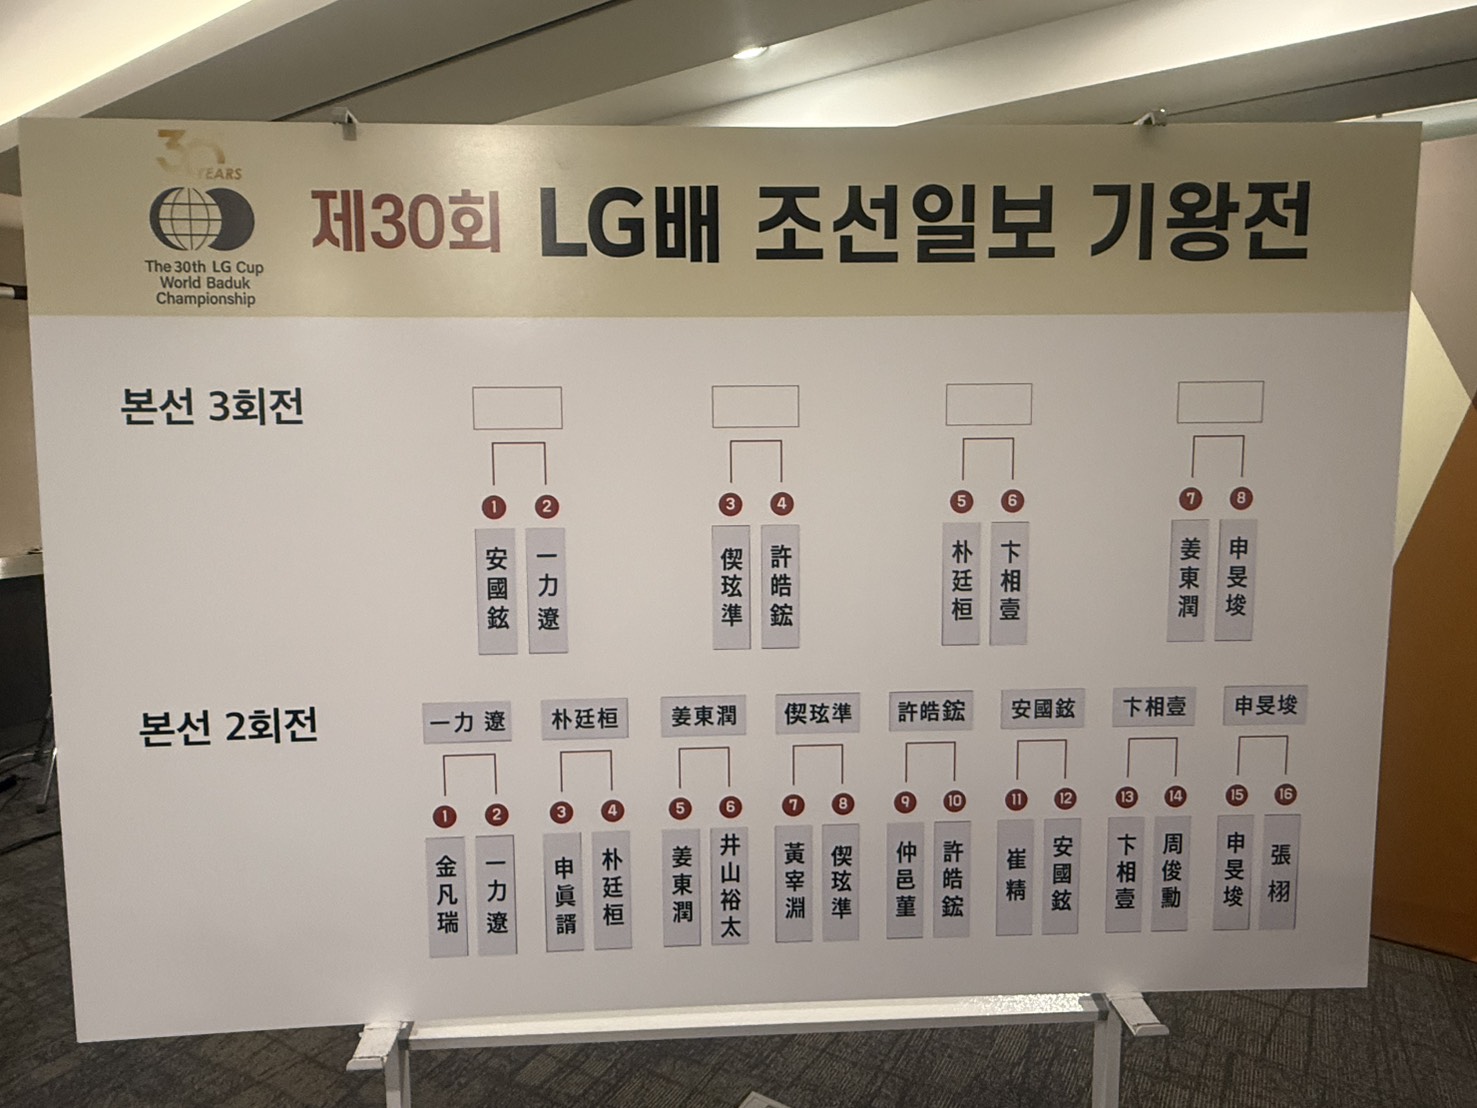 30
YEARS
The 30th LG Cup
World Baduk
Championship
제30회 LG배 조선일보 기왕전
본선 3회전
1 2 3 4 5 6 7 8
安國鉉
一力遼
偰玹準
許皓鋐
朴廷桓
卞相壹
姜東潤
申旻埈
본선 2회전
一力 遼
朴廷桓
姜東潤
偰玹準
許皓鋐
安國鉉
卞相壹
申旻埈
1 2 3 4 5 6 7 8 9 10 11 12 13 14 15 16
金凡瑞
一力遼
申眞諝
朴廷桓
姜東潤
井山裕太
黃宰淵
偰玹準
仲邑菫
許皓鋐
崔精
安國鉉
卞相壹
周俊勳
申旻埈
張栩